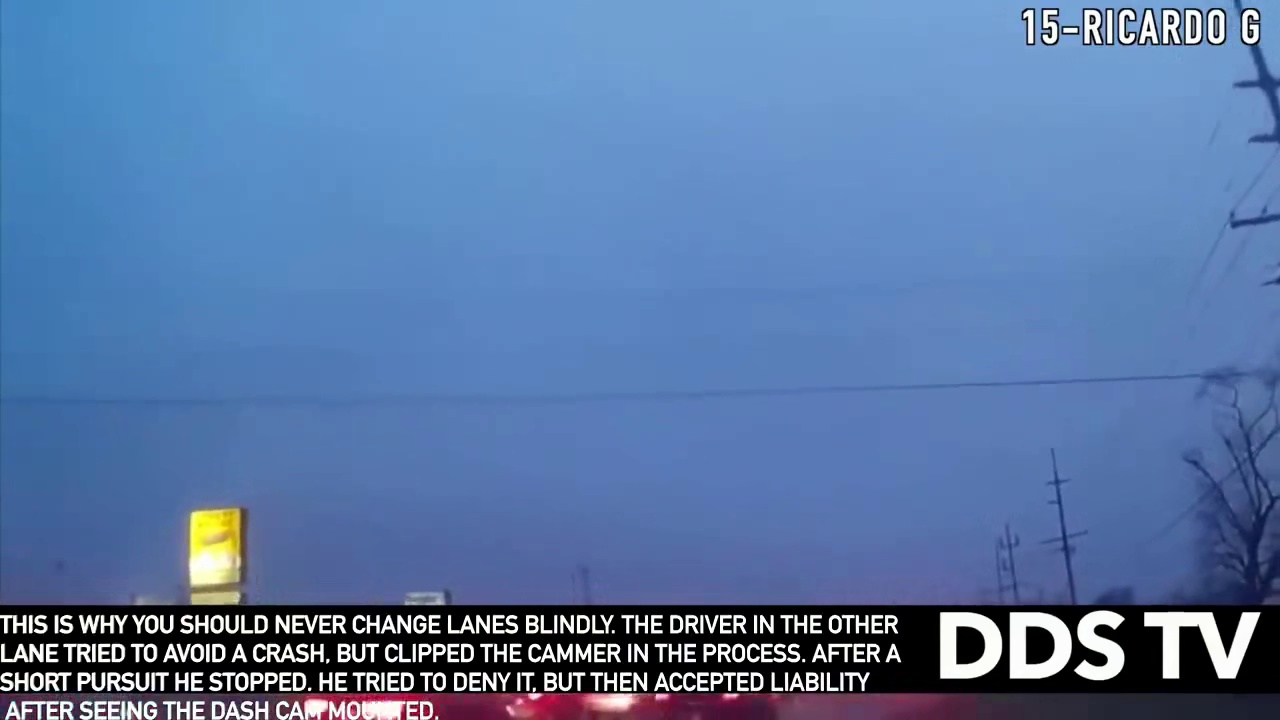 15-RICARDO G
THIS IS WHY YOU SHOULD NEVER CHANGE LANES BLINDLY. THE DRIVER IN THE OTHER
LANE TRIED TO AVOID A CRASH, BUT CLIPPED THE CAMMER IN THE PROCESS. AFTER A
SHORT PURSUIT HE STOPPED. HE TRIED TO DENY IT, BUT THEN ACCEPTED LIABILITY
AFTER SEEING THE DASH CAM MOUNTED.
DDS TV